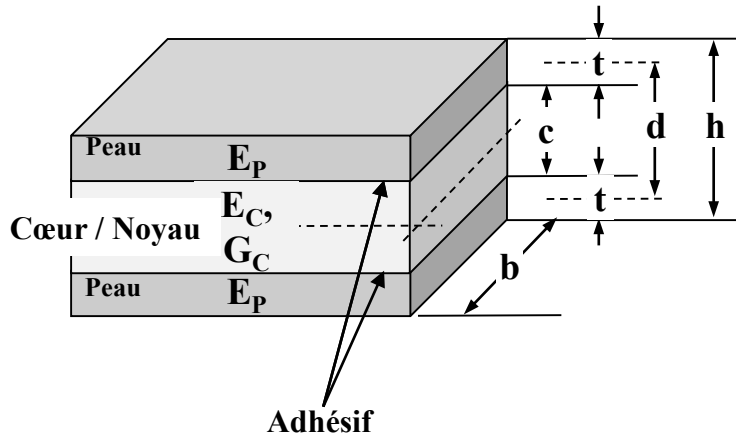 t
c
d
h
t
b
Peau
E_P
Cœur / Noyau
E_C,
G_C
Peau
E_P
Adhésif